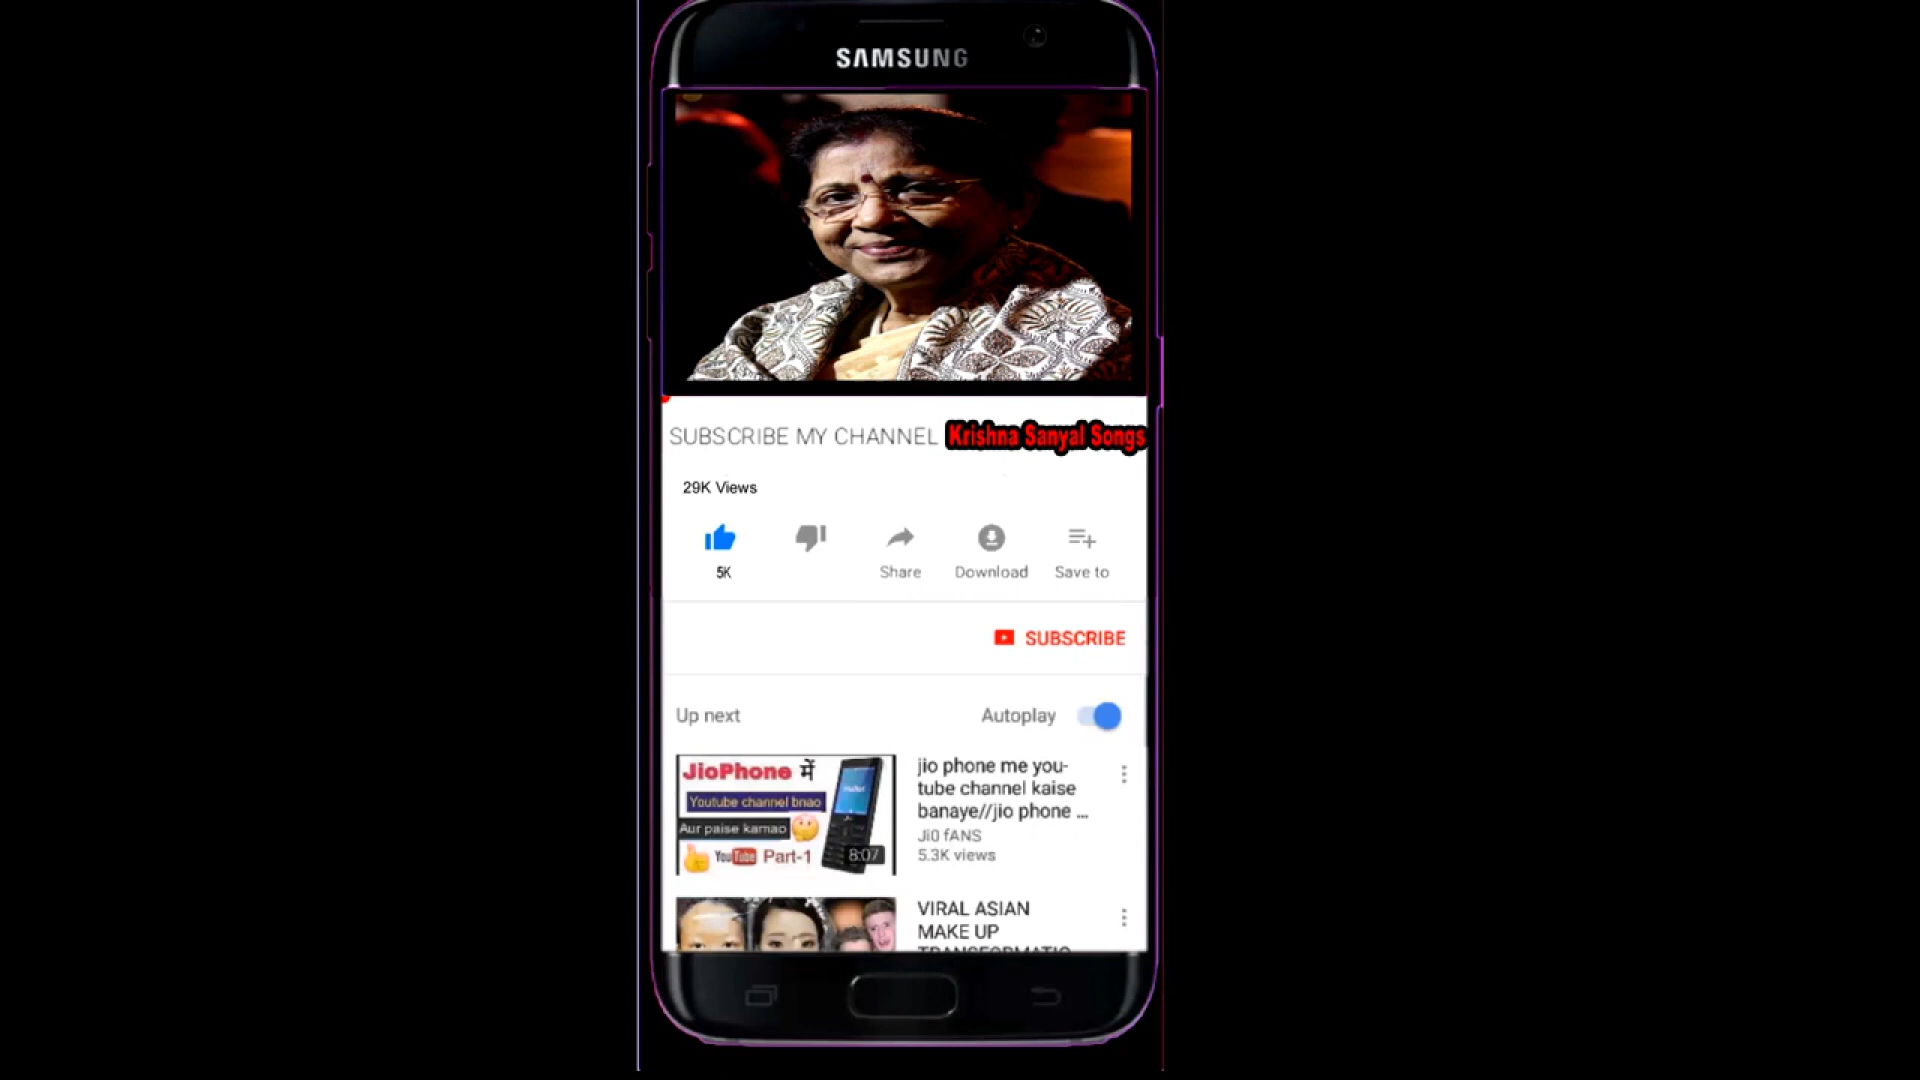 SAMSUNG
SUBSCRIBE MY CHANNEL Krishna Sanyal Songs
29K Views
5K
Share
Download
Save to
SUBSCRIBE
Up next
Autoplay
JioPhone में
Youtube channel bnao
Aur paise kamao
YouTube Part-1
8:07
jio phone me you-
tube channel kaise
banaye//jio phone ...
Ji0 fANS
5.3K views
VIRAL ASIAN
MAKE UP
TRANSFORMATIO